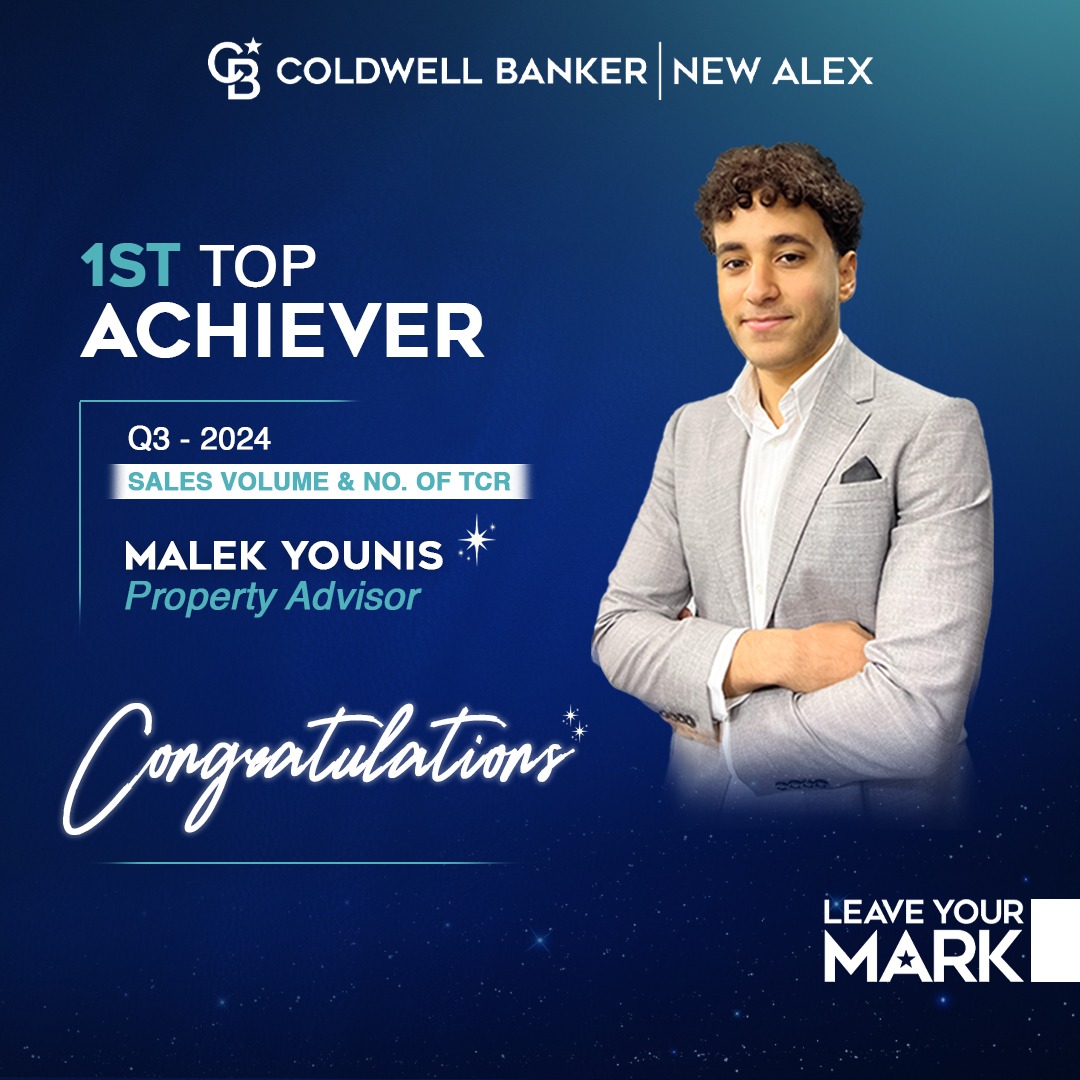 CB COLDWELL BANKER | NEW ALEX
1ST TOP
ACHIEVER
Q3 - 2024
SALES VOLUME & NO. OF TCR
MALEK YOUNIS
Property Advisor
Congratulations
LEAVE YOUR
MARK